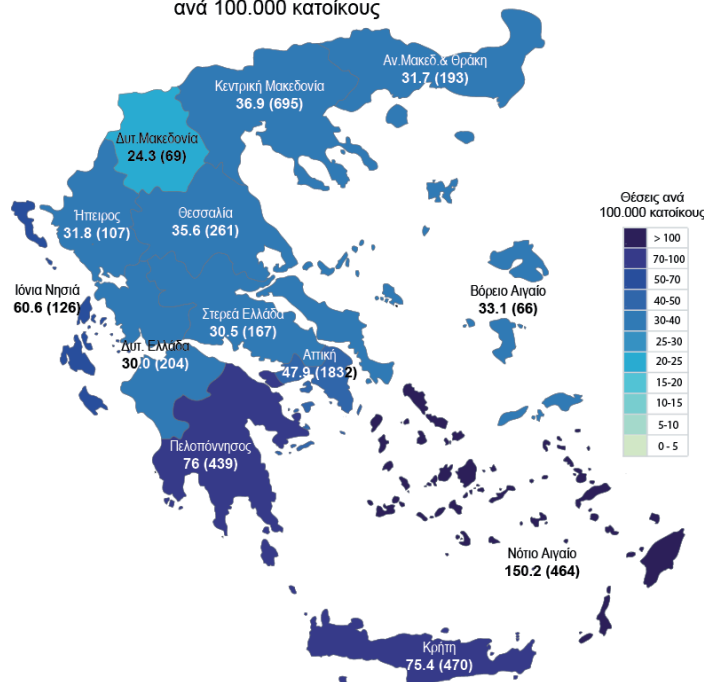 ανά 100.000 κατοίκους
Αν.Μακεδ.& Θράκη
31.7 (193)
Κεντρική Μακεδονία
36.9 (695)
Δυτ.Μακεδονία
24.3 (69)
Ήπειρος
31.8 (107)
Θεσσαλία
35.6 (261)
Ιόνια Νησιά
60.6 (126)
Στερεά Ελλάδα
30.5 (167)
Βόρειο Αιγαίο
33.1 (66)
Δυτ. Ελλάδα
30.0 (204)
Αττική
47.9 (1832)
Πελοπόννησος
76 (439)
Νότιο Αιγαίο
150.2 (464)
Κρήτη
75.4 (470)
Θέσεις ανά
100.000 κατοίκους
> 100
70-100
50-70
40-50
30-40
25-30
20-25
15-20
10-15
5-10
0 - 5